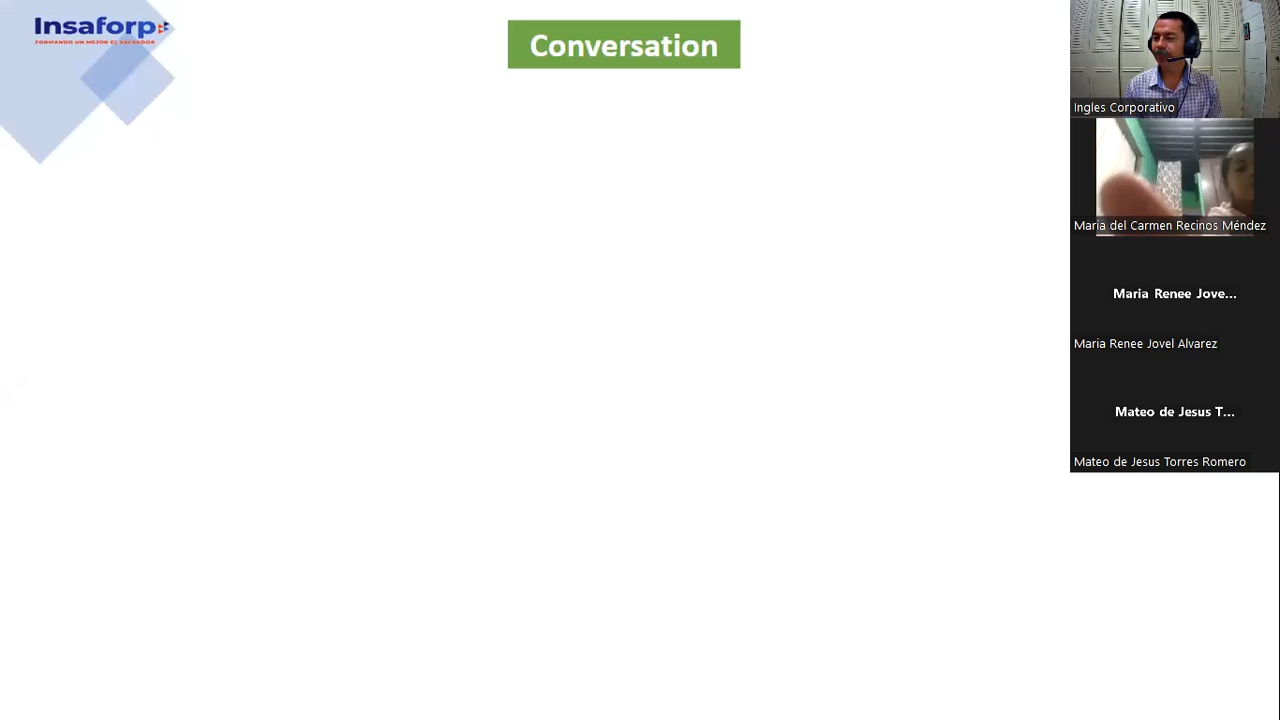 Insaforp
FORMANDO UN MEJOR EL SALVADOR
Conversation
Ingles Corporativo
Maria del Carmen Recinos Méndez
Maria Renee Jove...
Maria Renee Jovel Alvarez
Mateo de Jesus T...
Mateo de Jesus Torres Romero